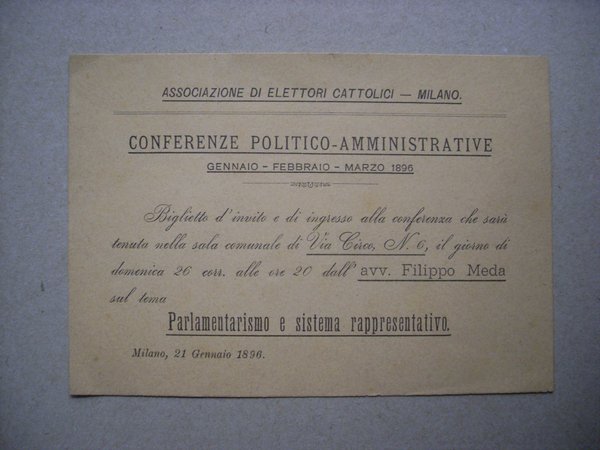 ASSOCIAZIONE DI ELETTORI CATTOLICI — MILANO.
CONFERENZE POLITICO-AMMINISTRATIVE
GENNAIO - FEBBRAIO - MARZO 1896
Biglietto d'invito e di ingresso alla conferenza che sarà
tenuta nella sala comunale di Via Circo, N. 6, il giorno di
domenica 26 corr. alle ore 20 dall' avv. Filippo Meda
sul tema
Parlamentarismo e sistema rappresentativo.
Milano, 21 Gennaio 1896.